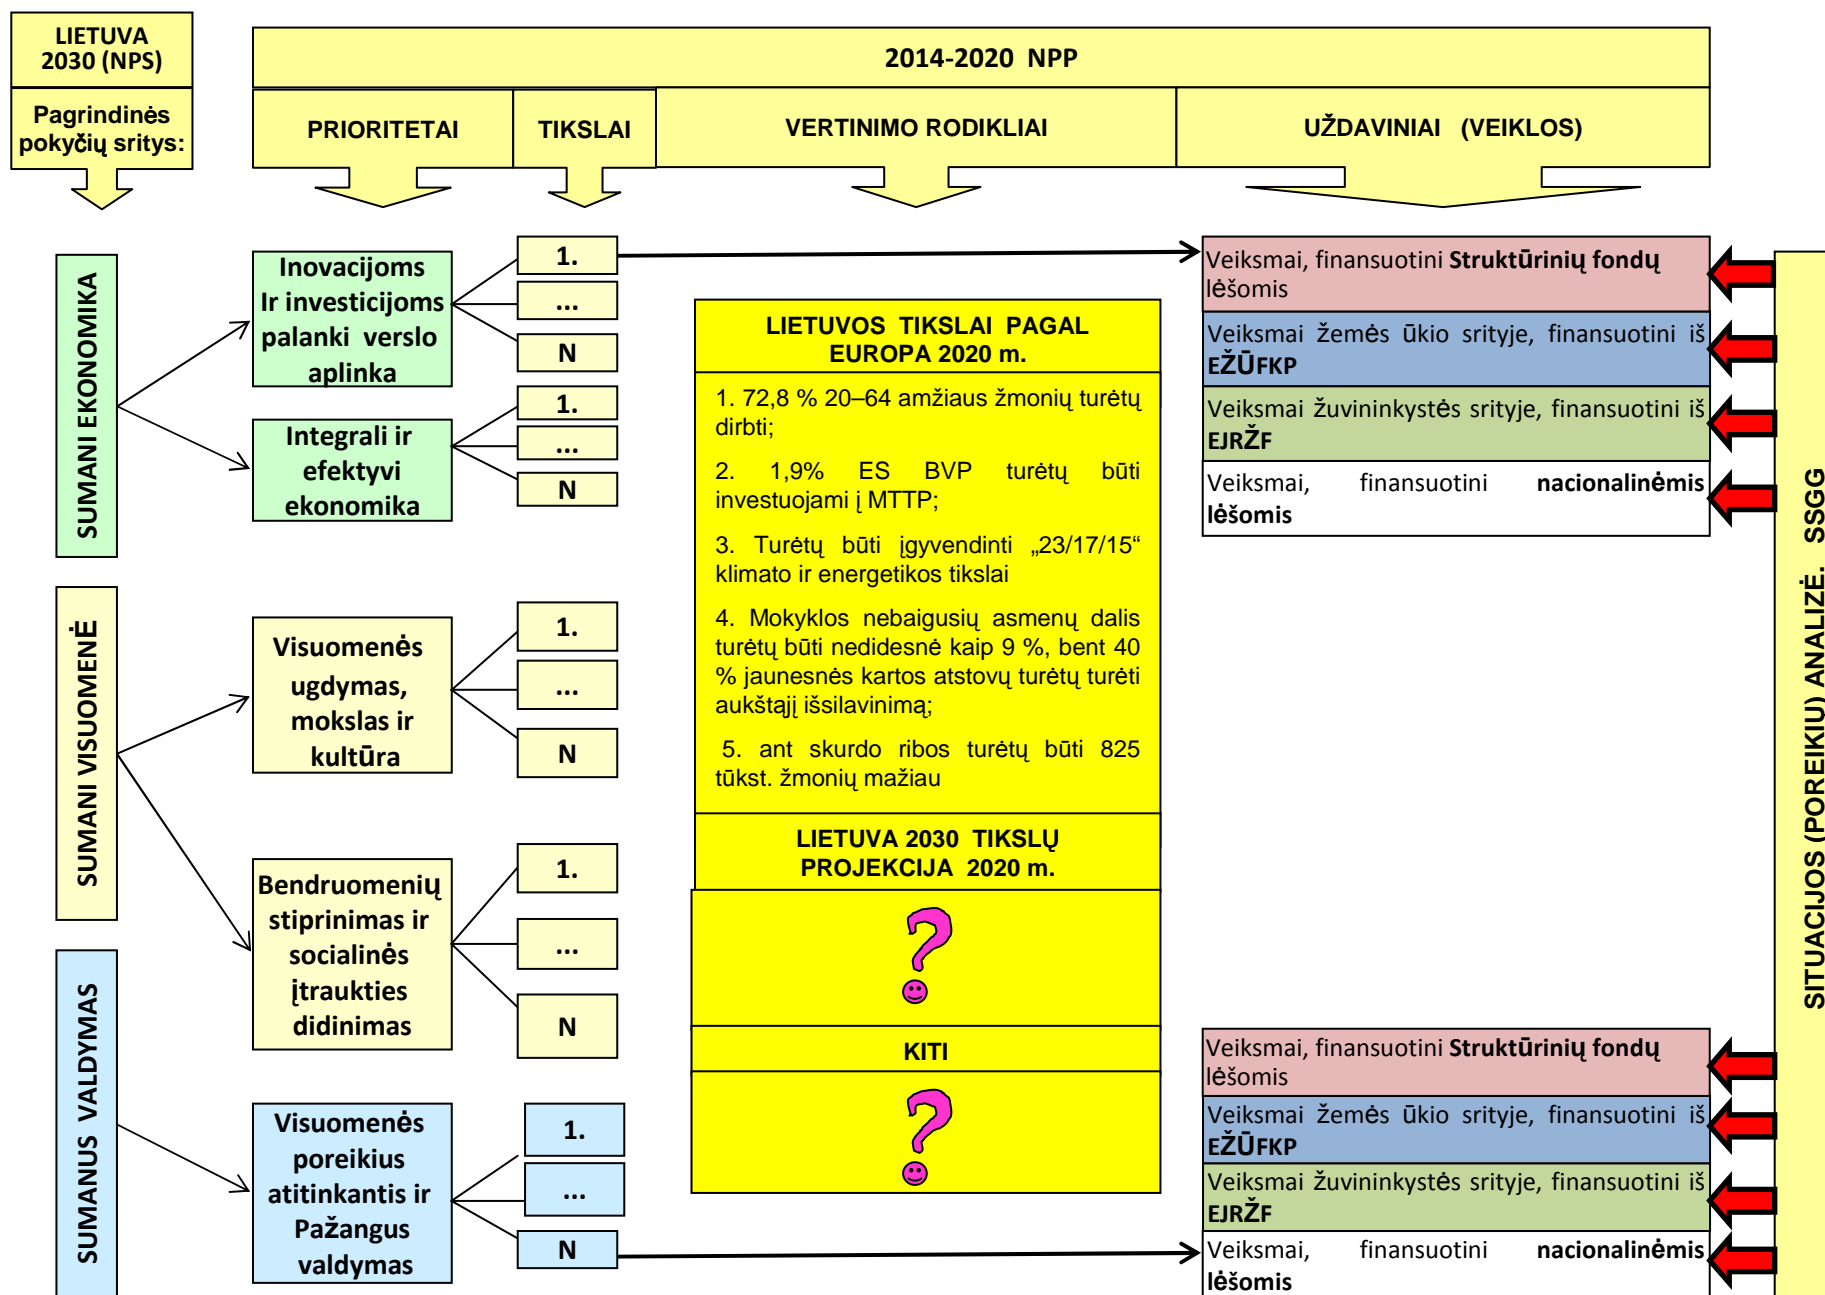 LIETUVA
2030 (NPS)
Pagrindinės
pokyčių sritys:
2014-2020 NPP
PRIORITETAI
TIKSLAI
VERTINIMO RODIKLIAI
UŽDAVINIAI (VEIKLOS)
SUMANI EKONOMIKA
Inovacijoms
Ir investicijoms
palanki verslo
aplinka
1.
...
N
Integrali ir
efektyvi
ekonomika
1.
...
N
SUMANI VISUOMENĖ
Visuomenės
ugdymas,
mokslas ir
kultūra
1.
...
N
Bendruomenių
stiprinimas ir
socialinės
įtraukties
didinimas
1.
...
N
SUMANUS VALDYMAS
Visuomenės
poreikius
atitinkantis ir
Pažangus
valdymas
1.
...
N
LIETUVOS TIKSLAI PAGAL
EUROPA 2020 m.
1. 72,8 % 20–64 amžiaus žmonių turėtų
dirbti;
2. 1,9% ES BVP turėtų būti
investuojami į MTTP;
3. Turėtų būti įgyvendinti „23/17/15“
klimato ir energetikos tikslai
4. Mokyklos nebaigusių asmenų dalis
turėtų būti nedidesnė kaip 9 %, bent 40
% jaunesnės kartos atstovų turėtų turėti
aukštąjį išsilavinimą;
5. ant skurdo ribos turėtų būti 825
tūkst. žmonių mažiau
LIETUVA 2030 TIKSLŲ
PROJEKCIJA 2020 m.
?
KITI
?
Veiksmai, finansuotini Struktūrinių fondų
lėšomis
Veiksmai žemės ūkio srityje, finansuotini iš
EŽŪFKP
Veiksmai žuvininkystės srityje, finansuotini iš
EJRŽF
Veiksmai, finansuotini nacionalinėmis
lėšomis
Veiksmai, finansuotini Struktūrinių fondų
lėšomis
Veiksmai žemės ūkio srityje, finansuotini iš
EŽŪFKP
Veiksmai žuvininkystės srityje, finansuotini iš
EJRŽF
Veiksmai, finansuotini nacionalinėmis
lėšomis
SITUACIJOS (POREIKIU) ANALIZĖ. SSGG